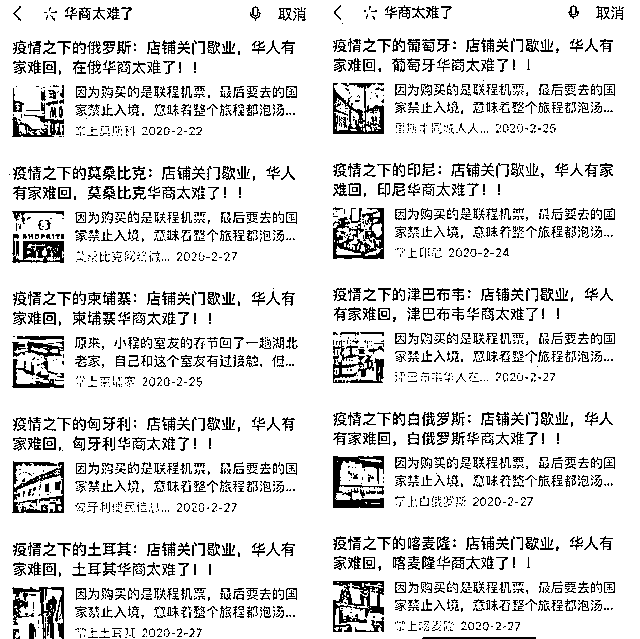 华商太难了
取消
疫情之下的俄罗斯：店铺关门歇业，华人有
家难回，在俄华商太难了！！
因为购买的是联程机票，最后要去的国
家禁止入境，意味着整个旅程都泡汤...
掌上莫斯科 2020-2-22
疫情之下的莫桑比克：店铺关门歇业，华人
有家难回，莫桑比克华商太难了！！
因为购买的是联程机票，最后要去的国
家禁止入境，意味着整个旅程都泡汤...
2020-2-27
疫情之下的柬埔寨：店铺关门歇业，华人有
家难回，柬埔寨华商太难了！！
原来，小程的室友的春节回了一趟湖北
老家，自己和这个室友有过接触，但...
掌上柬埔寨 2020-2-25
疫情之下的匈牙利：店铺关门歇业，华人有
家难回，匈牙利华商太难了！！
因为购买的是联程机票，最后要去的国
家禁止入境，意味着整个旅程都泡汤...
匈牙利便民信息... 2020-2-27
疫情之下的土耳其：店铺关门歇业，华人有
家难回，土耳其华商太难了！！
因为购买的是联程机票，最后要去的国
家禁止入境，意味着整个旅程都泡汤...
掌上土耳其 2020-2-27
华商太难了
取消
疫情之下的葡萄牙：店铺关门歇业，华人有
家难回，葡萄牙华商太难了！！
因为购买的是联程机票，最后要去的国
家禁止入境，意味着整个旅程都泡汤...
2020-2-25
疫情之下的印尼：店铺关门歇业，华人有家
难回，印尼华商太难了！！
因为购买的是联程机票，最后要去的国
家禁止入境，意味着整个旅程都泡汤...
掌上印尼 2020-2-24
疫情之下的津巴布韦：店铺关门歇业，华人
有家难回，津巴布韦华商太难了！！
因为购买的是联程机票，最后要去的国
家禁止入境，意味着整个旅程都泡汤...
津巴布韦华人在... 2020-2-27
疫情之下的白俄罗斯：店铺关门歇业，华人
有家难回，白俄罗斯华商太难了！！
因为购买的是联程机票，最后要去的国
家禁止入境，意味着整个旅程都泡汤...
掌上白俄罗斯 2020-2-27
疫情之下的喀麦隆：店铺关门歇业，华人有
家难回，喀麦隆华商太难了！！
因为购买的是联程机票，最后要去的国
家禁止入境，意味着整个旅程都泡汤...
掌上喀麦隆 2020-2-27